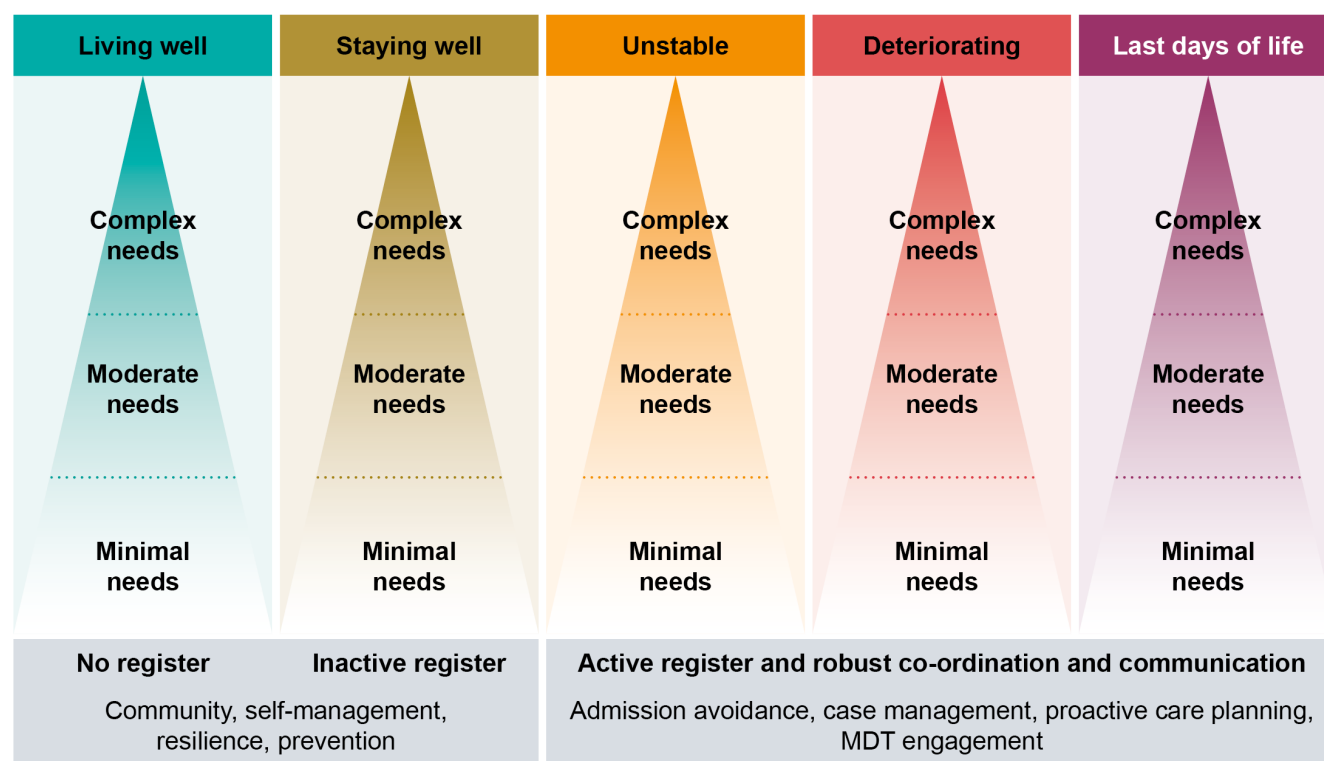 Living well
Staying well
Unstable
Deteriorating
Last days of life
Complex
needs
Moderate
needs
Minimal
needs
Complex
needs
Moderate
needs
Minimal
needs
Complex
needs
Moderate
needs
Minimal
needs
Complex
needs
Moderate
needs
Minimal
needs
Complex
needs
Moderate
needs
Minimal
needs
No register
Inactive register
Community, self-management,
resilience, prevention
Active register and robust co-ordination and communication
Admission avoidance, case management, proactive care planning,
MDT engagement